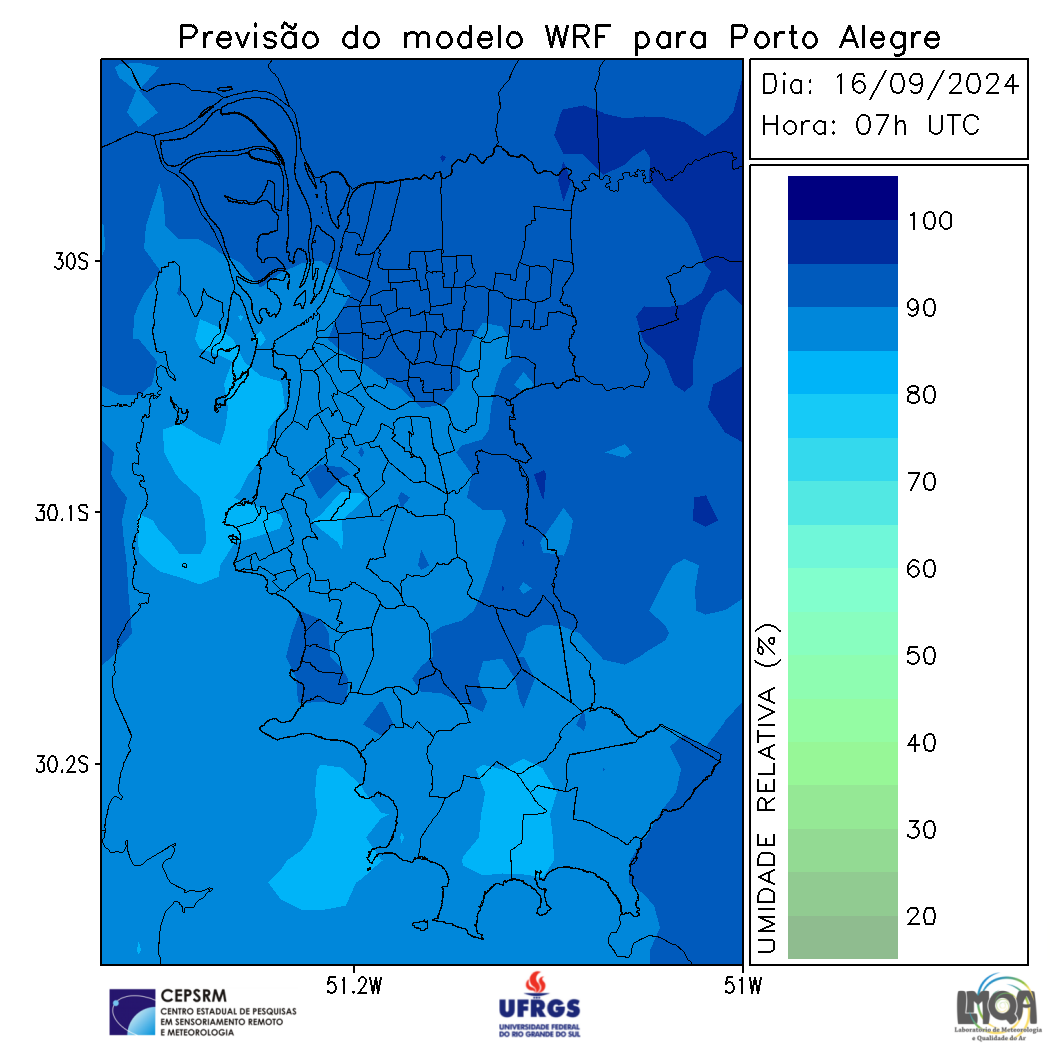 Previsão do modelo WRF para Porto Alegre
Dia: 16/09/2024
Hora: 07h UTC
100
90
80
70
60
50
40
30
20
UMIDADE RELATIVA (%)
30S
30.1S
30.2S
51.2W
51W
CEPSRM
CENTRO ESTADUAL DE PESQUISAS
EM SENSORIAMENTO REMOTO
E METEOROLOGIA
UFRGS
UNIVERSIDADE FEDERAL
DO RIO GRANDE DO SUL
LMQA
Laboratório de Meteorologia
e Qualidade do Ar